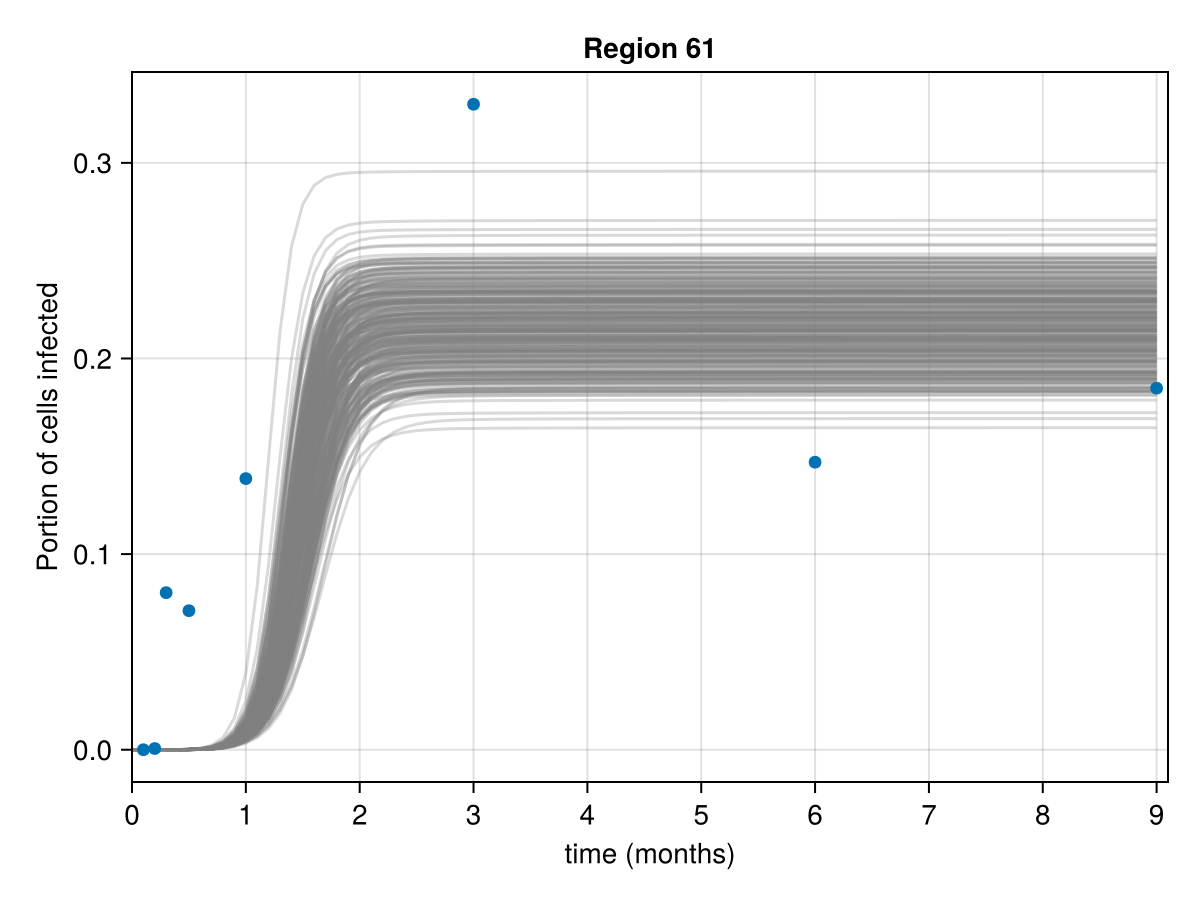 Region 61
Portion of cells infected
0.3
0.2
0.1
0.0
0 1 2 3 4 5 6 7 8 9
time (months)